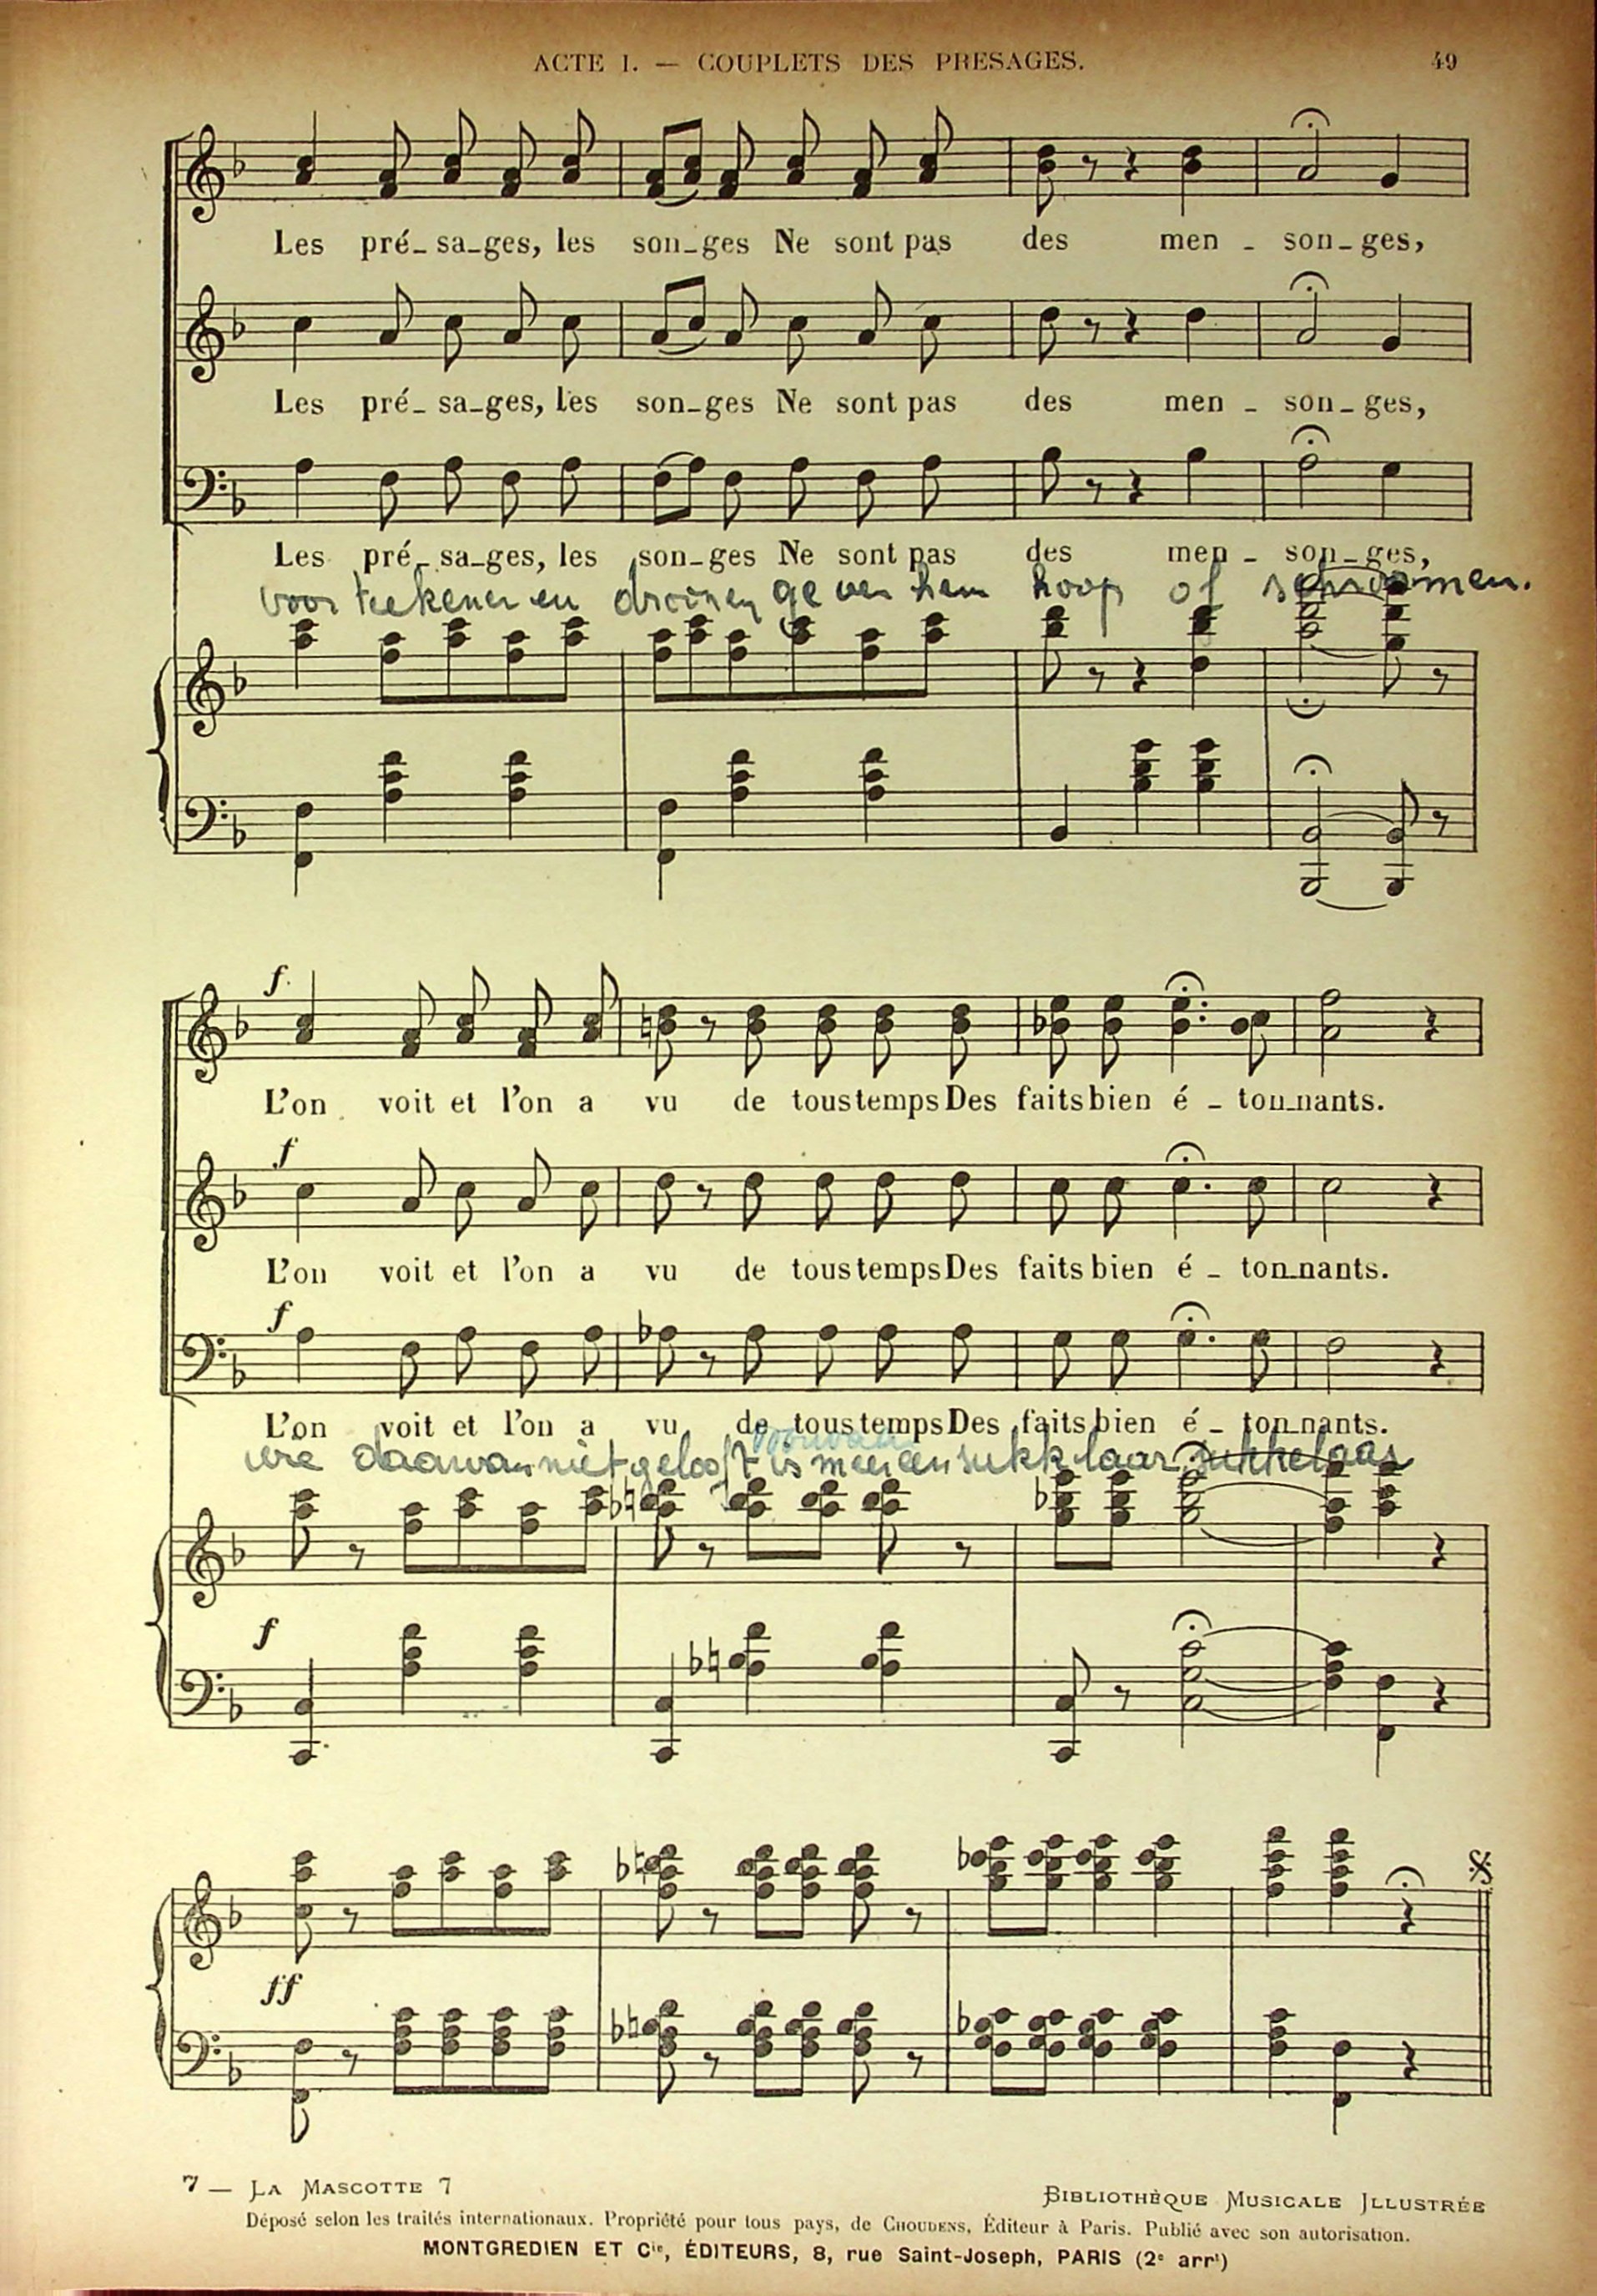 ACTE I. — COUPLETS DES PRESAGES. 49
Les pré_sa_ges, les son_ges Ne sont pas des men _ son_ges,
Les pré_sa_ges, les son_ges Ne sont pas des men _ son_ges,
Les pré_sa_ges, les son_ges Ne sont pas des men _ son_ges,
voor teekenen en droomen geven hem hoop of
f
L'on voit et l'on a vu de tous temps Des faits bien é _ ton_nants.
f
L'on voit et l'on a vu de tous temps Des faits bien é _ ton_nants.
f
L'on voit et l'on a vu de tous temps Des faits bien é _ ton_nants.
wie daarvan niet gelooft is meer een sukklaar sukkelaar
f
ff
7 — LA MASCOTTE 7
BIBLIOTHÈQUE MUSICALE ILLUSTRÉE
Déposé selon les traités internationaux. Propriété pour tous pays, de CHOUDENS, Éditeur à Paris. Publié avec son autorisation.
MONTGREDIEN ET Cie, ÉDITEURS, 8, rue Saint-Joseph, PARIS (2e arrt)